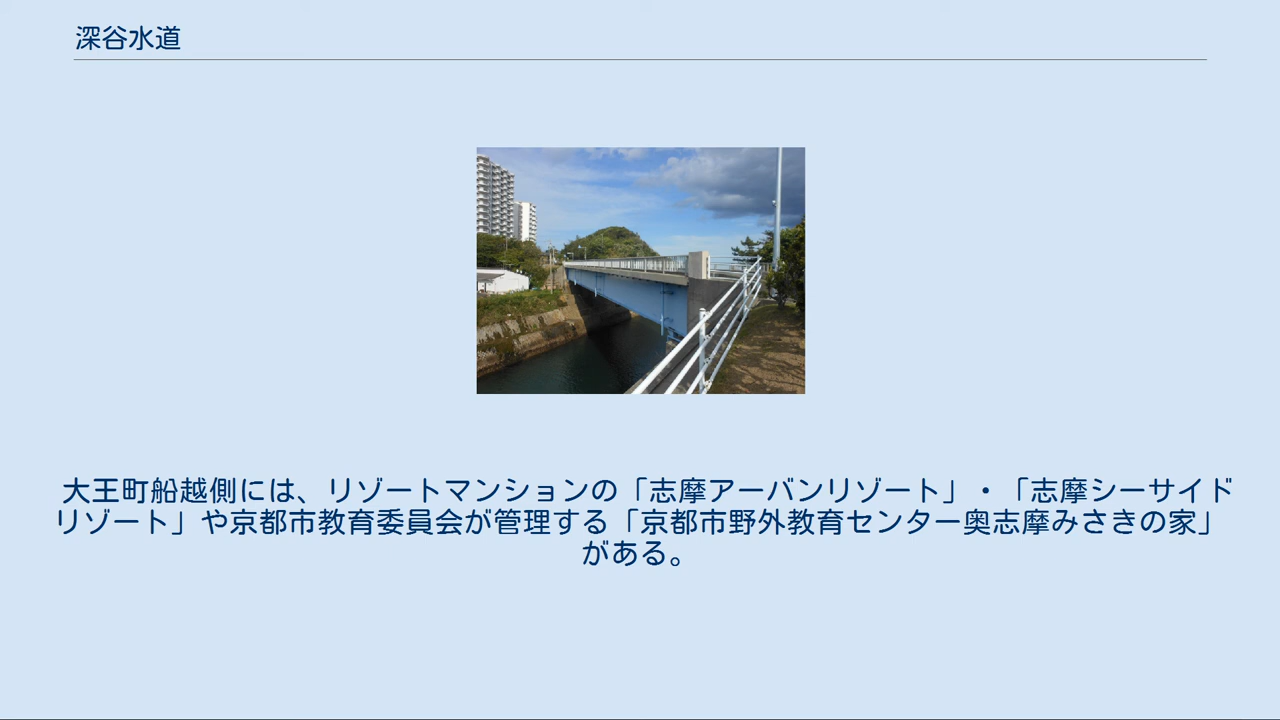 深谷水道
大王町船越側には、リゾートマンションの「志摩アーバンリゾート」・「志摩シーサイド
リゾート」や京都市教育委員会が管理する「京都市野外教育センター奥志摩みさきの家」
がある。